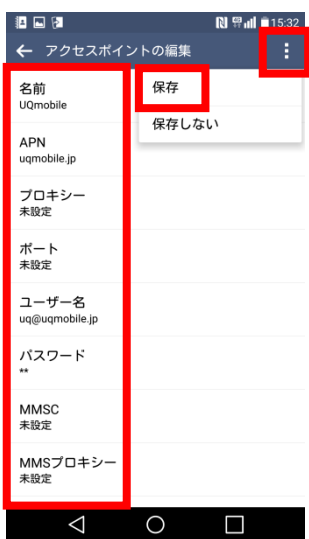 15:32
アクセスポイントの編集
保存
保存しない
名前
UQmobile
APN
uqmobile.jp
プロキシー
未設定
ポート
未設定
ユーザー名
uq@uqmobile.jp
パスワード
**
MMSC
未設定
MMSプロキシー
未設定